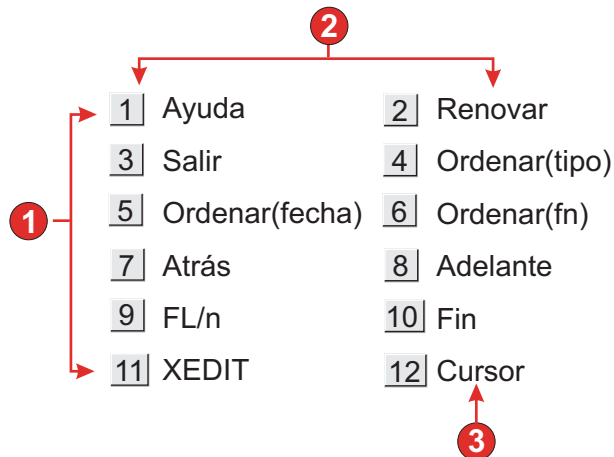 2
1 Ayuda 2 Renovar
3 Salir 4 Ordenar(tipo)
5 Ordenar(fecha) 6 Ordenar(fn)
1
7 Atrás 8 Adelante
9 FL/n 10 Fin
11 XEDIT 12 Cursor
3